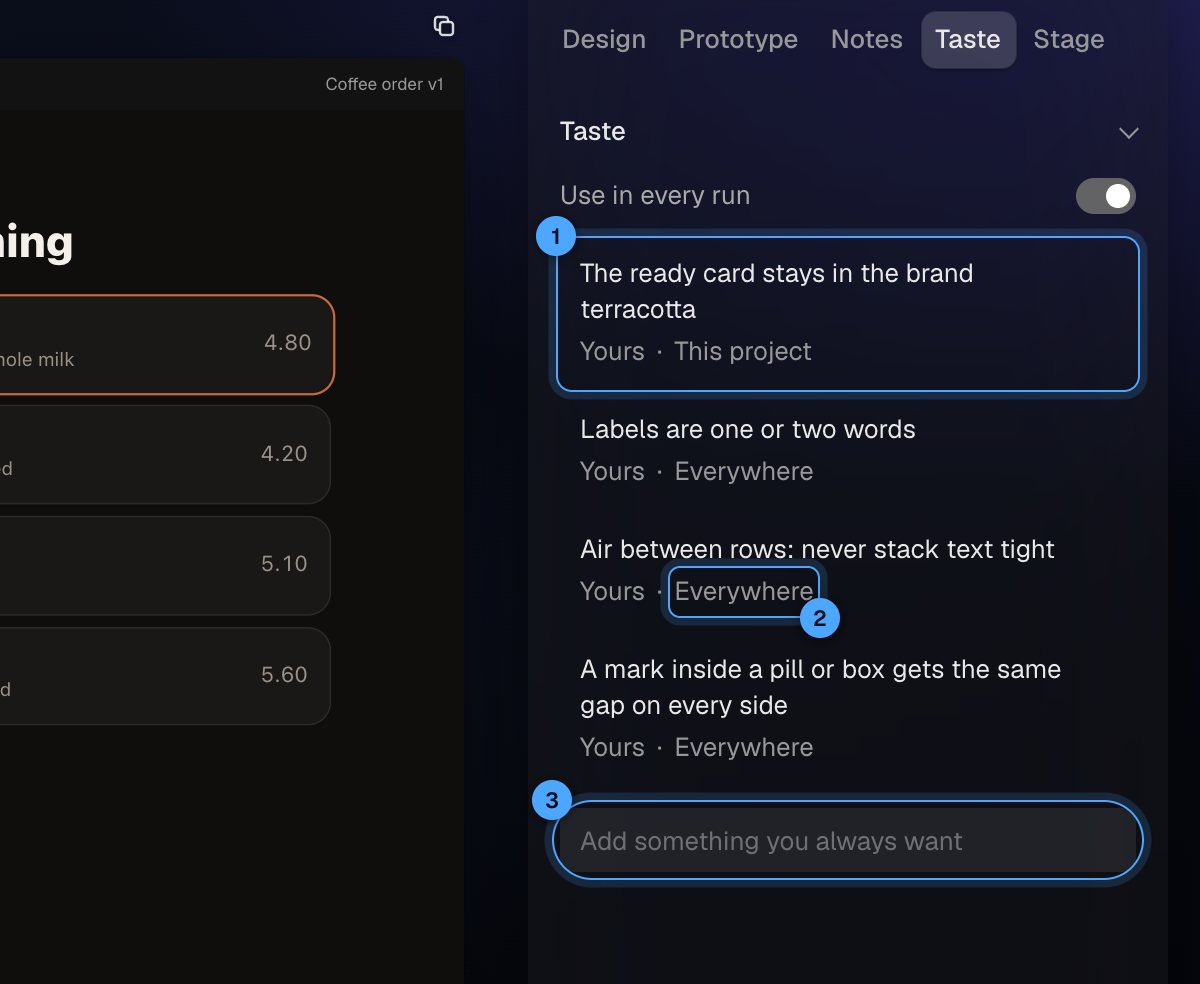 Coffee order v1
4.80
4.20
5.10
5.60
Design Prototype Notes Taste Stage
Taste
Use in every run
1
The ready card stays in the brand
terracotta
Yours · This project
Labels are one or two words
Yours · Everywhere
Air between rows: never stack text tight
Yours · Everywhere
2
A mark inside a pill or box gets the same
gap on every side
Yours · Everywhere
3
Add something you always want